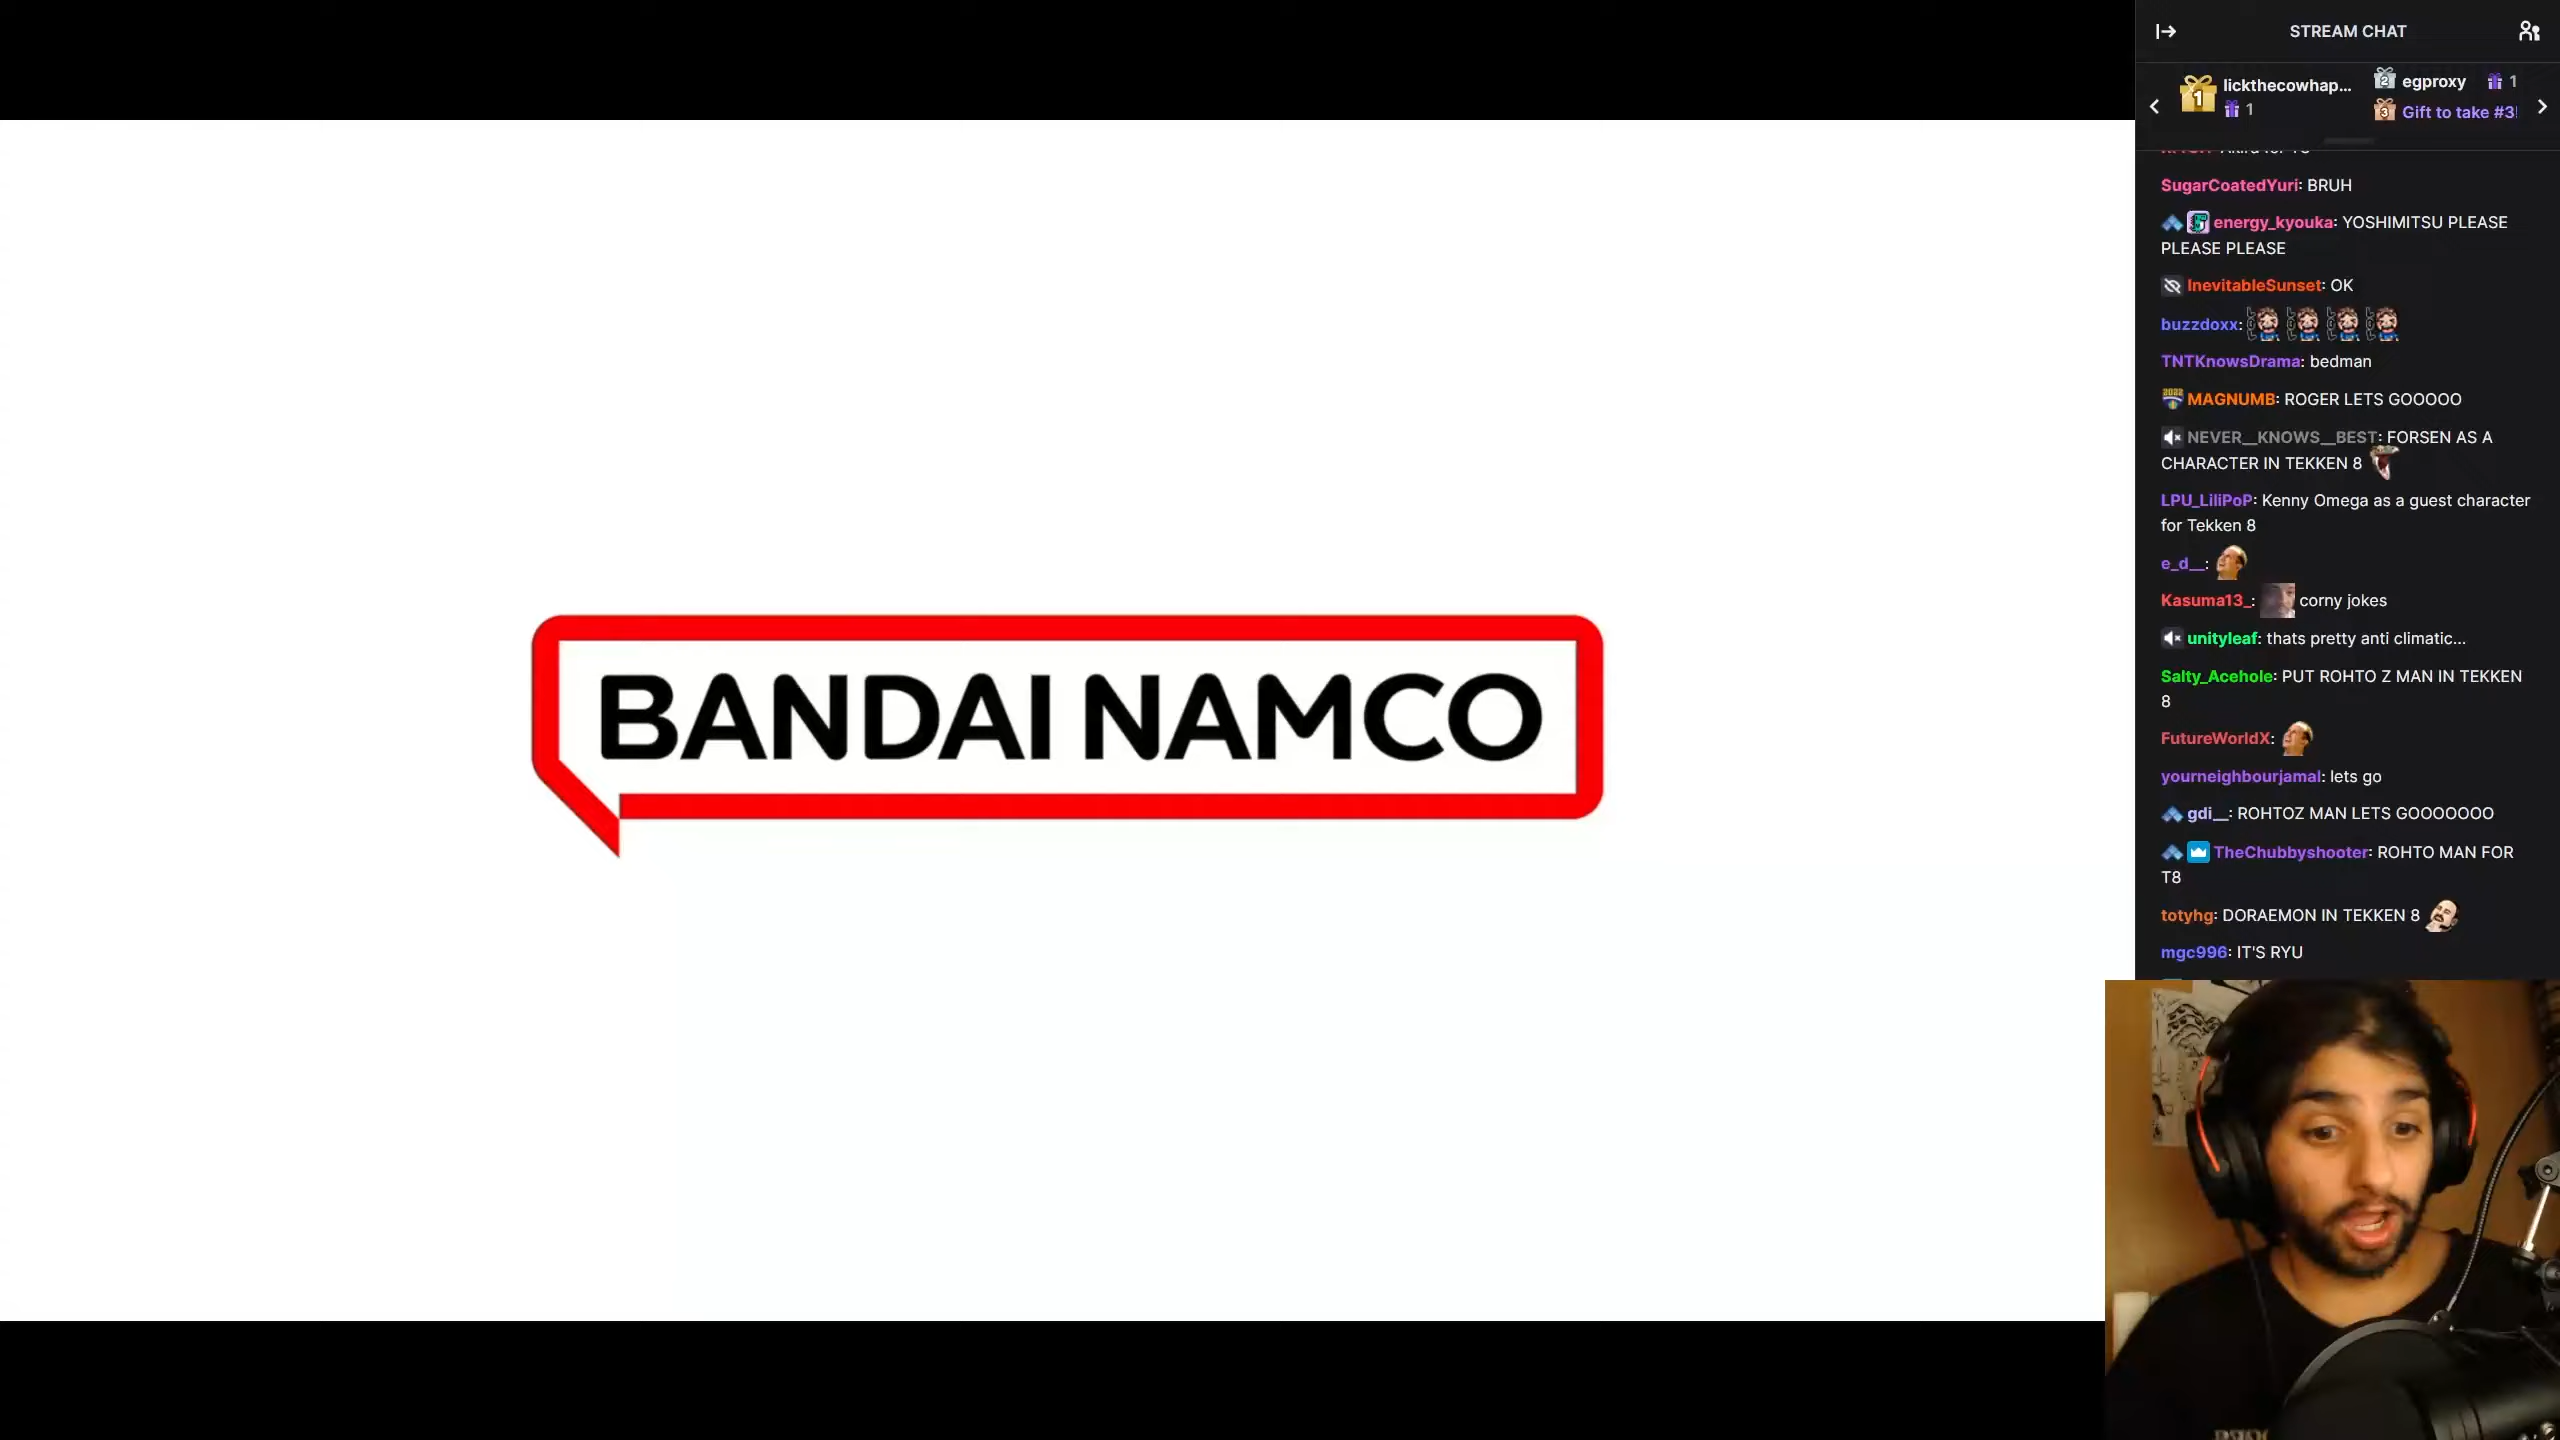 BANDAI NAMCO
STREAM CHAT
lickthecowhap...
1
egproxy
1
Gift to take #3!
SugarCoatedYuri: BRUH
energy_kyouka: YOSHIMITSU PLEASE
PLEASE PLEASE
InevitableSunset: OK
buzzdoxx:
TNTKnowsDrama: bedman
MAGNUMB: ROGER LETS GOOOOO
NEVER__KNOWS__BEST: FORSEN AS A
CHARACTER IN TEKKEN 8
LPU_LiliPoP: Kenny Omega as a guest character
for Tekken 8
e_d__:
Kasuma13_: corny jokes
unityleaf: thats pretty anti climatic...
Salty_Acehole: PUT ROHTO Z MAN IN TEKKEN
8
FutureWorldX:
yourneighbourjamal: lets go
gdi__: ROHTOZ MAN LETS GOOOOOOO
TheChubbyshooter: ROHTO MAN FOR
T8
totyhg: DORAEMON IN TEKKEN 8
mgc996: IT'S RYU